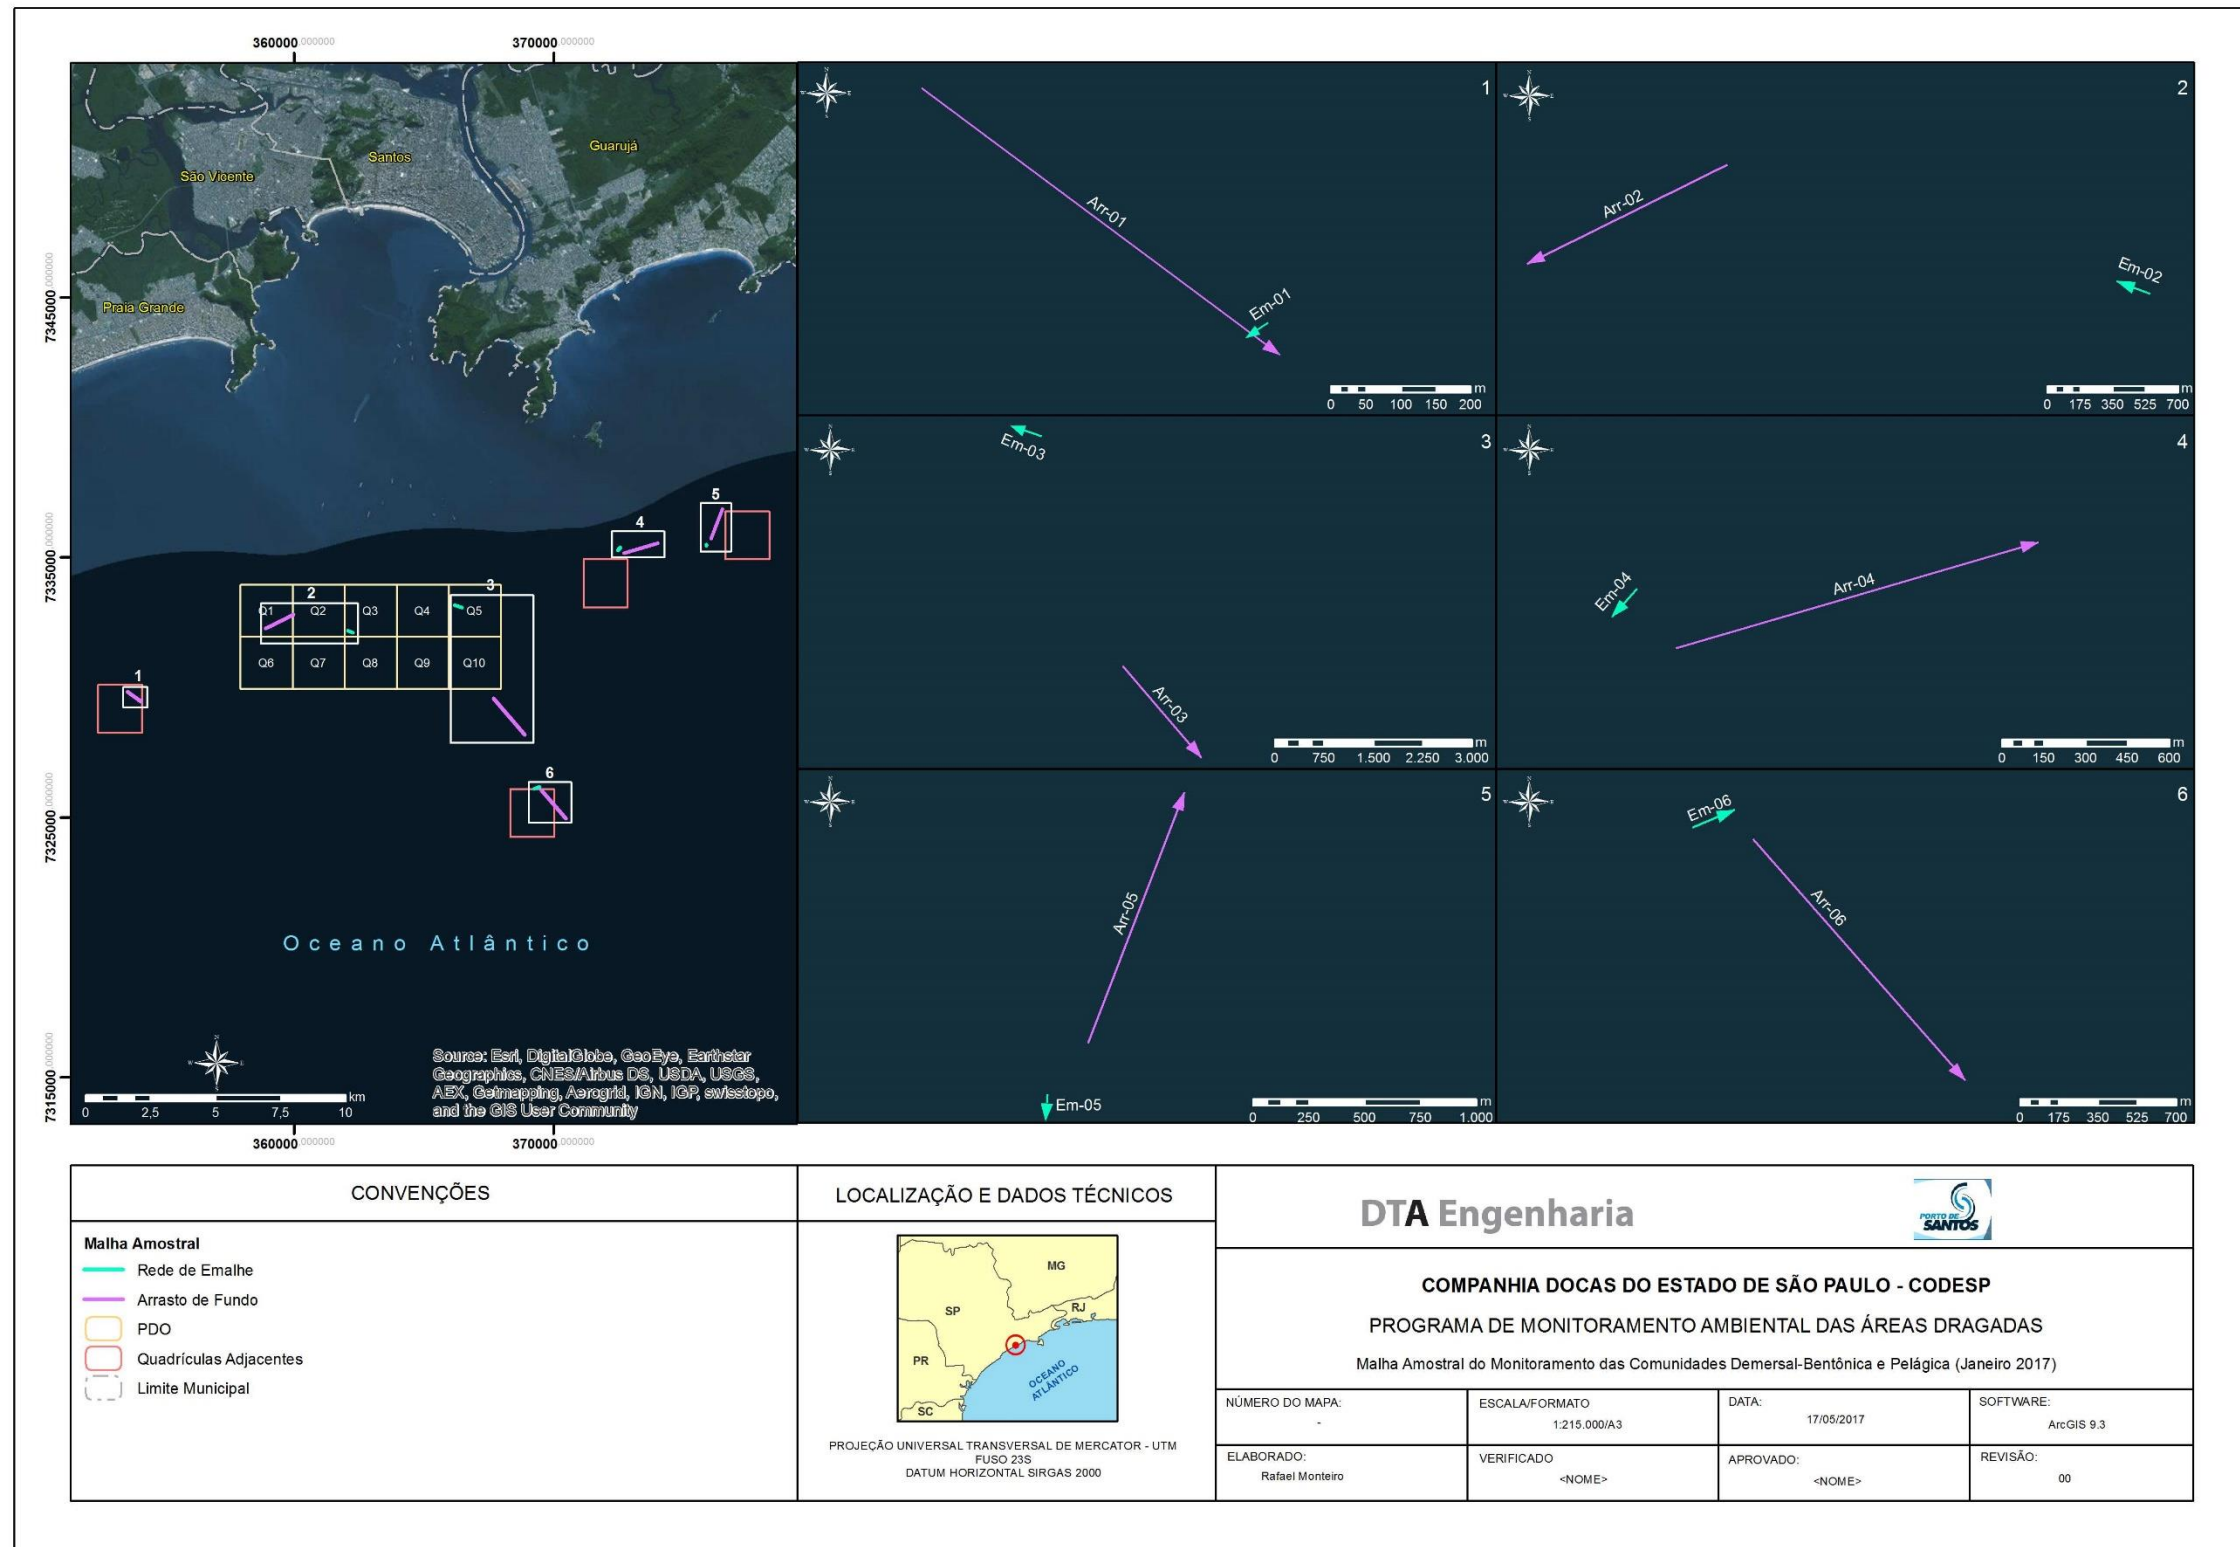 360000.000000 370000.000000
7345000.000000
7335000.000000
7325000.000000
7315000.000000
São Vicente
Santos
Guarujá
Praia Grande
5
4
3
2
Q1 Q2 Q3 Q4 Q5
Q6 Q7 Q8 Q9 Q10
1
6
Oceano Atlântico
N
W E
S
Source: Esri, DigitalGlobe, GeoEye, Earthstar
Geographics, CNES/Airbus DS, USDA, USGS,
AEX, Getmapping, Aerogrid, IGN, IGP, swisstopo,
and the GIS User Community
km
0 2,5 5 7,5 10
360000.000000 370000.000000
1
Arr-01
Em-01
m
0 50 100 150 200
2
Arr-02
Em-02
m
0 175 350 525 700
3
Em-03
Arr-03
m
0 750 1.500 2.250 3.000
4
Em-04
Arr-04
m
0 150 300 450 600
5
Arr-05
Em-05
m
0 250 500 750 1.000
6
Em-06
Arr-06
m
0 175 350 525 700
CONVENÇÕES
Malha Amostral
Rede de Emalhe
Arrasto de Fundo
PDO
Quadrículas Adjacentes
Limite Municipal
LOCALIZAÇÃO E DADOS TÉCNICOS
MG
SP
RJ
PR
OCEANO
ATLÂNTICO
SC
PROJEÇÃO UNIVERSAL TRANSVERSAL DE MERCATOR - UTM
FUSO 23S
DATUM HORIZONTAL SIRGAS 2000
DTA Engenharia
PORTO DE
SANTOS
COMPANHIA DOCAS DO ESTADO DE SÃO PAULO - CODESP
PROGRAMA DE MONITORAMENTO AMBIENTAL DAS ÁREAS DRAGADAS
Malha Amostral do Monitoramento das Comunidades Demersal-Bentônica e Pelágica (Janeiro 2017)
NÚMERO DO MAPA:
-
ESCALA/FORMATO
1:215.000/A3
DATA:
17/05/2017
SOFTWARE:
ArcGIS 9.3
ELABORADO:
Rafael Monteiro
VERIFICADO
<NOME>
APROVADO:
<NOME>
REVISÃO:
00